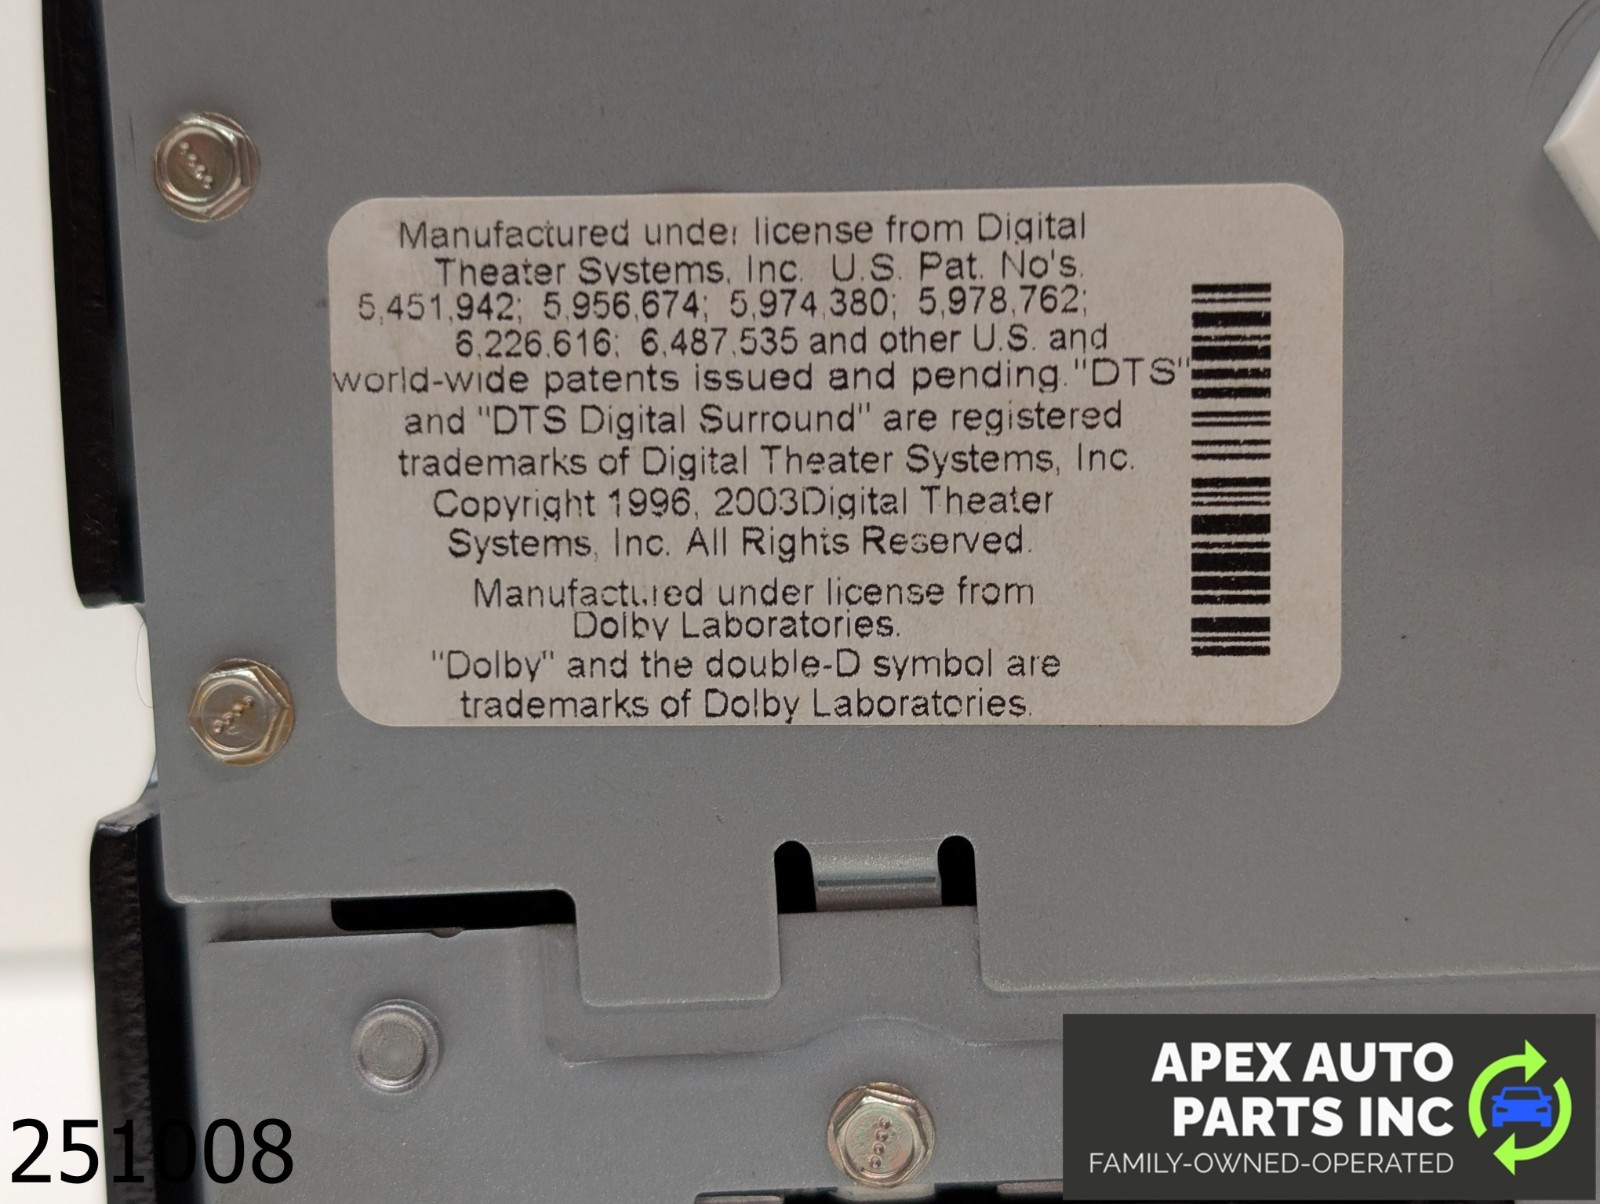 Manufactured under license from Digital
Theater Systems, Inc. U.S. Pat. No's.
5,451,942; 5,956,674; 5,974,380; 5,978,762;
6,226,616; 6,487,535 and other U.S. and
world-wide patents issued and pending. "DTS"
and "DTS Digital Surround" are registered
trademarks of Digital Theater Systems, Inc.
Copyright 1996, 2003Digital Theater
Systems, Inc. All Rights Reserved.
Manufactured under license from
Dolby Laboratories.
"Dolby" and the double-D symbol are
trademarks of Dolby Laboratories.
251008
APEX AUTO
PARTS INC
FAMILY-OWNED-OPERATED